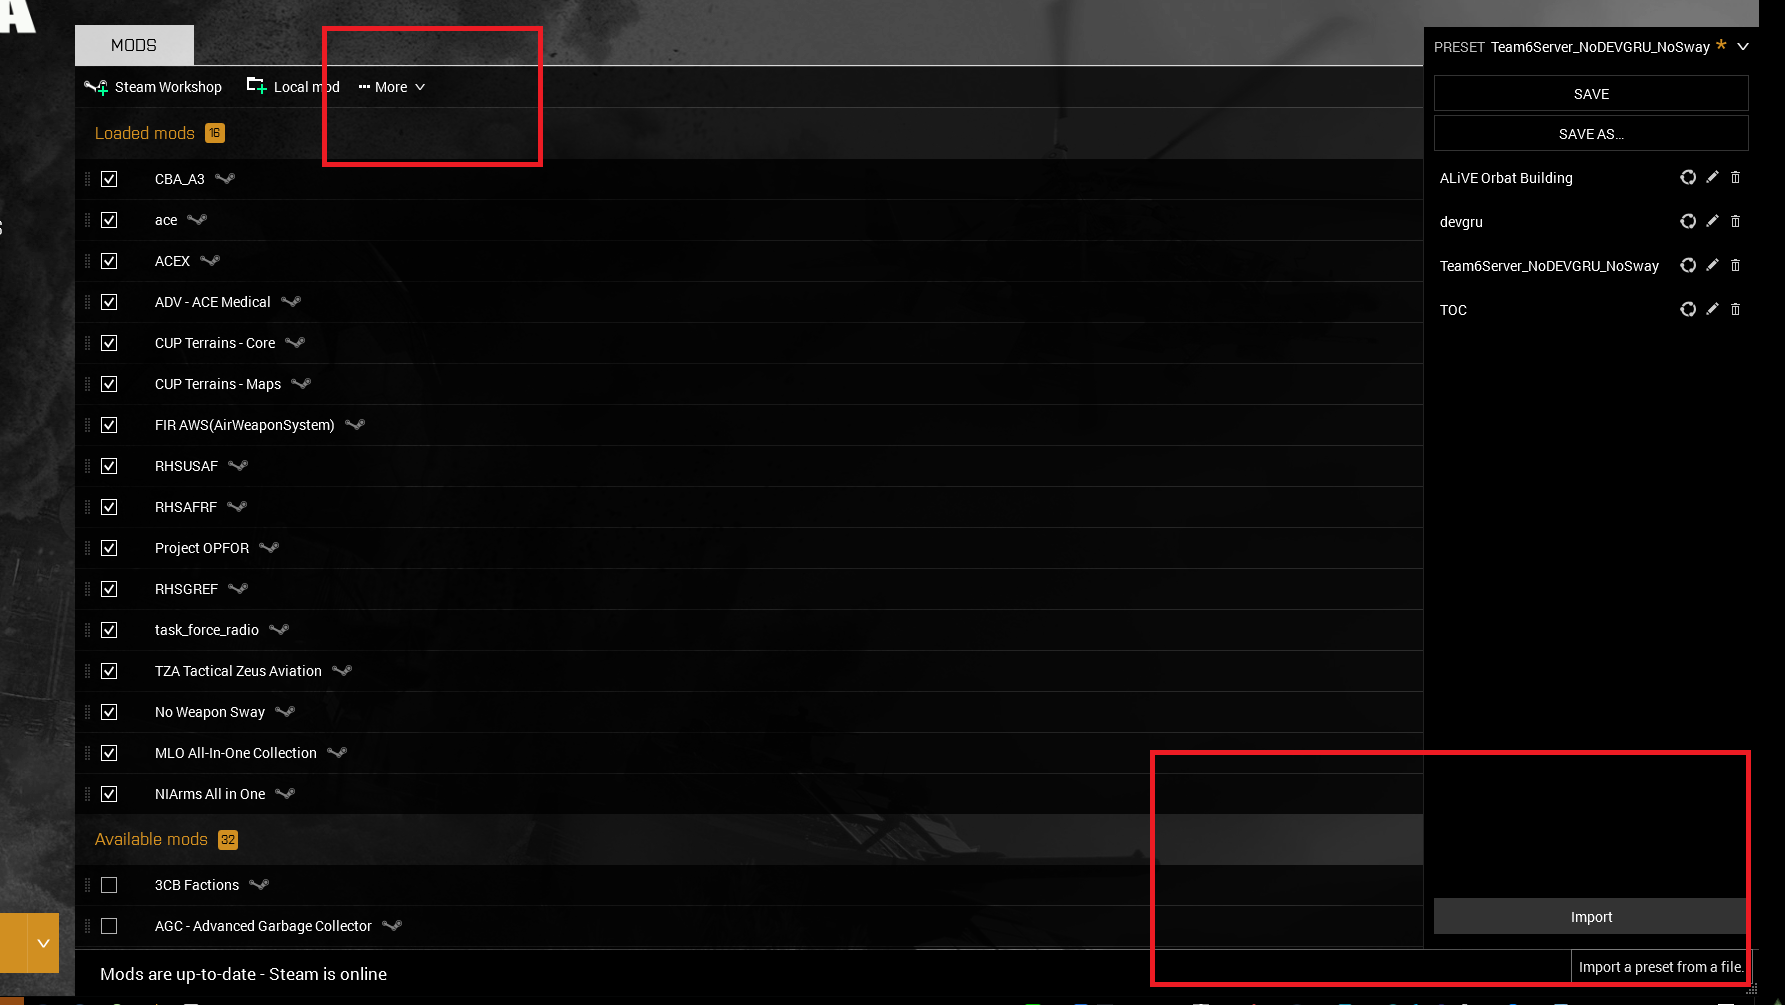 A
MODS
Steam Workshop
Local mod
More
Loaded mods 16
CBA_A3
ace
ACEX
ADV - ACE Medical
CUP Terrains - Core
CUP Terrains - Maps
FIR AWS(AirWeaponSystem)
RHSUSAF
RHSAFRF
Project OPFOR
RHSGREF
task_force_radio
TZA Tactical Zeus Aviation
No Weapon Sway
MLO All-In-One Collection
NIArms All in One
Available mods 32
3CB Factions
AGC - Advanced Garbage Collector
Mods are up-to-date - Steam is online
PRESET Team6Server_NoDEVGRU_NoSway *
SAVE
SAVE AS...
ALiVE Orbat Building
devgru
Team6Server_NoDEVGRU_NoSway
TOC
Import
Import a preset from a file.